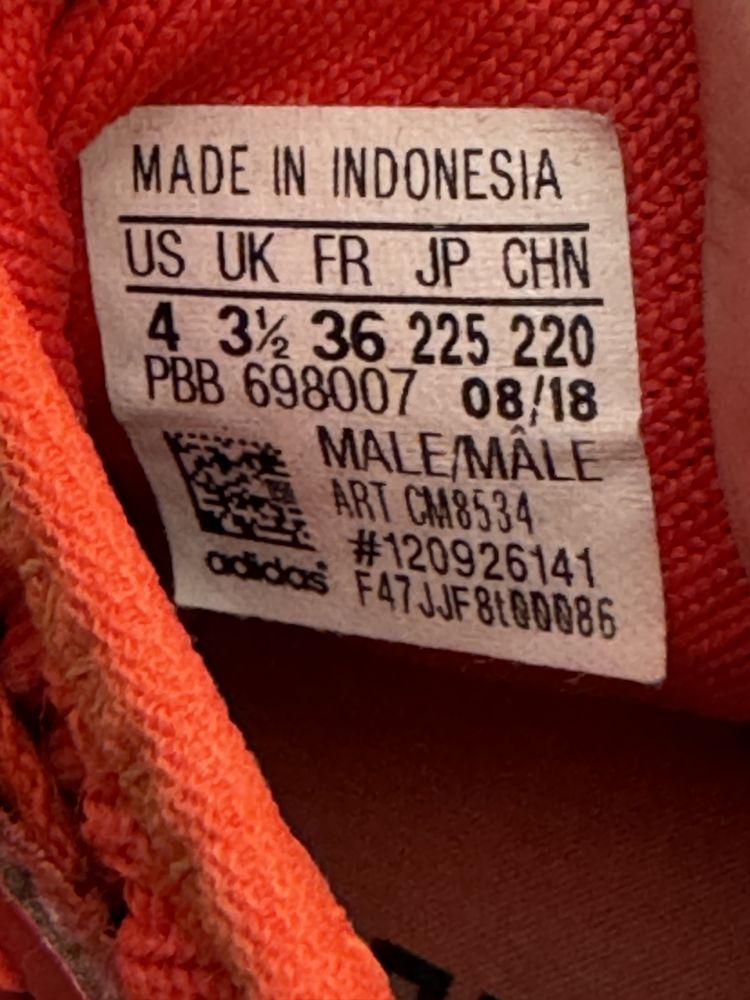 MADE IN INDONESIA
US UK FR JP CHN
4 3½ 36 225 220
PBB 698007 08/18
MALE/MÂLE
ART CM8534
#120926141
adidas F47JJF8t00086